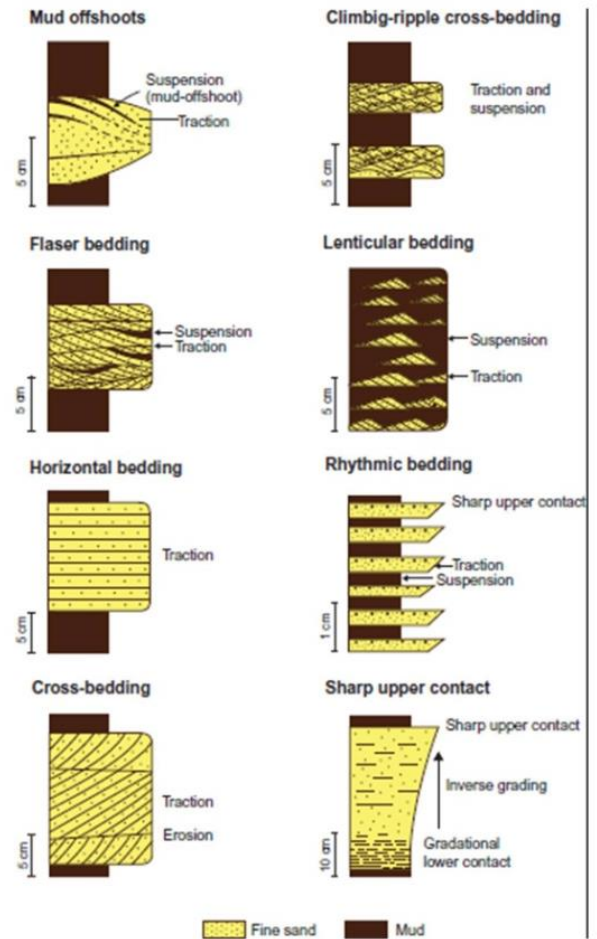 Mud offshoots
Suspension
(mud-offshoot)
Traction
5 cm
Climbig-ripple cross-bedding
Traction and
suspension
5 cm
Flaser bedding
Suspension
Traction
5 cm
Lenticular bedding
Suspension
Traction
5 cm
Horizontal bedding
Traction
5 cm
Rhythmic bedding
Sharp upper contact
Traction
Suspension
1 cm
Cross-bedding
Traction
Erosion
5 cm
Sharp upper contact
Sharp upper contact
Inverse grading
Gradational
lower contact
10 cm
Fine sand
Mud